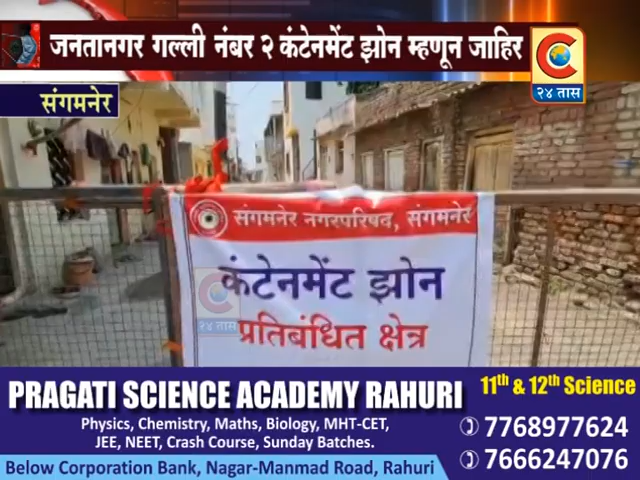 जनतानगर गल्ली नंबर २ कंटेनमेंट झोन म्हणून जाहिर
C
२४ तास
संगमनेर
संगमनेर नगरपरिषद, संगमनेर
कंटेनमेंट झोन
C
२४ तास
प्रतिबंधित क्षेत्र
PRAGATI SCIENCE ACADEMY RAHURI
11th & 12th Science
Physics, Chemistry, Maths, Biology, MHT-CET,
JEE, NEET, Crash Course, Sunday Batches.
7768977624
Below Corporation Bank, Nagar-Manmad Road, Rahuri
7666247076